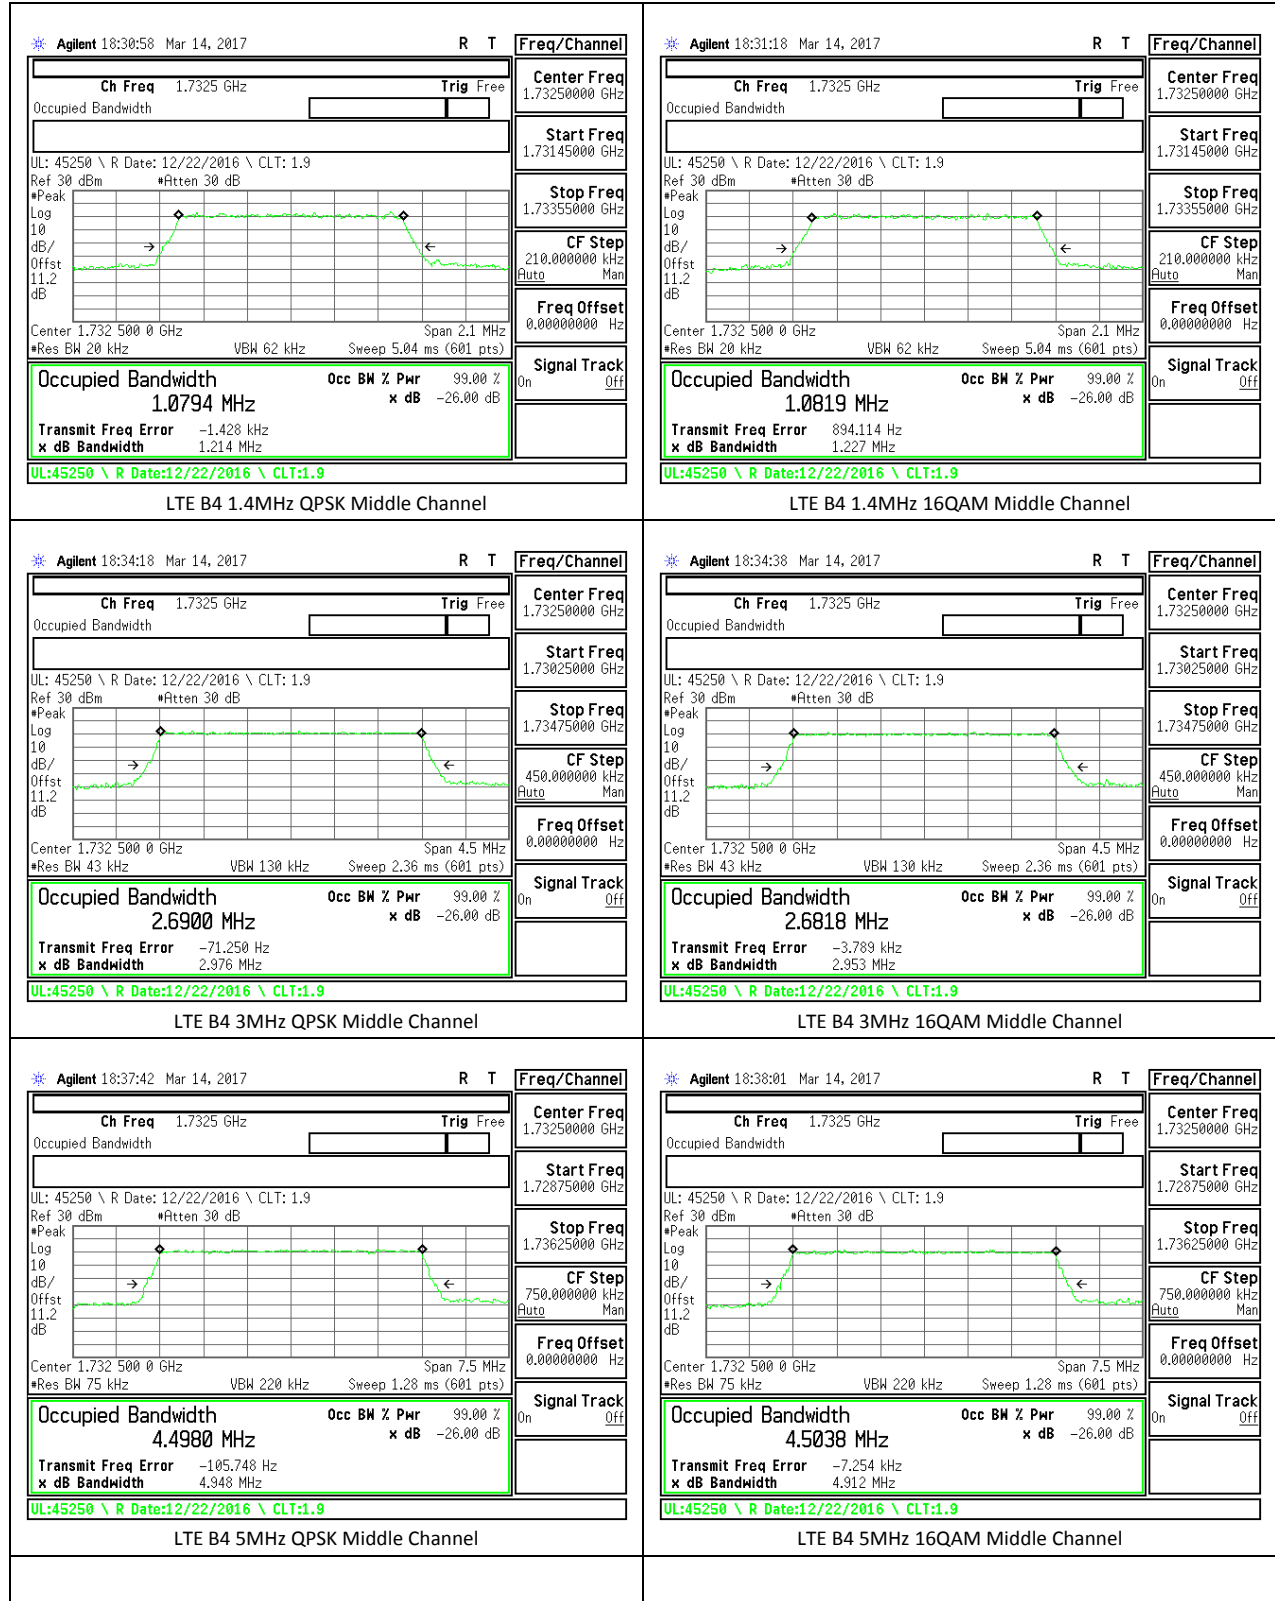 Agilent 18:30:58 Mar 14, 2017 R T Freq/Channel
Ch Freq 1.7325 GHz Trig Free
Occupied Bandwidth
Center Freq
1.73250000 GHz
Start Freq
1.73145000 GHz
UL: 45250 \ R Date: 12/22/2016 \ CLT: 1.9
Ref 30 dBm #Atten 30 dB
#Peak
Log
10
dB/
Offst
11.2
dB
Stop Freq
1.73355000 GHz
CF Step
210.000000 kHz
Auto Man
Freq Offset
0.00000000 Hz
Center 1.732 500 0 GHz Span 2.1 MHz
#Res BW 20 kHz VBW 62 kHz Sweep 5.04 ms (601 pts)
Signal Track
On Off
Occupied Bandwidth Occ BW % Pwr 99.00 %
1.0794 MHz x dB -26.00 dB
Transmit Freq Error -1.428 kHz
x dB Bandwidth 1.214 MHz
UL:45250 \ R Date:12/22/2016 \ CLT:1.9
LTE B4 1.4MHz QPSK Middle Channel
Agilent 18:31:18 Mar 14, 2017 R T Freq/Channel
Ch Freq 1.7325 GHz Trig Free
Occupied Bandwidth
Center Freq
1.73250000 GHz
Start Freq
1.73145000 GHz
UL: 45250 \ R Date: 12/22/2016 \ CLT: 1.9
Ref 30 dBm #Atten 30 dB
#Peak
Log
10
dB/
Offst
11.2
dB
Stop Freq
1.73355000 GHz
CF Step
210.000000 kHz
Auto Man
Freq Offset
0.00000000 Hz
Center 1.732 500 0 GHz Span 2.1 MHz
#Res BW 20 kHz VBW 62 kHz Sweep 5.04 ms (601 pts)
Signal Track
On Off
Occupied Bandwidth Occ BW % Pwr 99.00 %
1.0819 MHz x dB -26.00 dB
Transmit Freq Error 894.114 Hz
x dB Bandwidth 1.227 MHz
UL:45250 \ R Date:12/22/2016 \ CLT:1.9
LTE B4 1.4MHz 16QAM Middle Channel
Agilent 18:34:18 Mar 14, 2017 R T Freq/Channel
Ch Freq 1.7325 GHz Trig Free
Occupied Bandwidth
Center Freq
1.73250000 GHz
Start Freq
1.73025000 GHz
UL: 45250 \ R Date: 12/22/2016 \ CLT: 1.9
Ref 30 dBm #Atten 30 dB
#Peak
Log
10
dB/
Offst
11.2
dB
Stop Freq
1.73475000 GHz
CF Step
450.000000 kHz
Auto Man
Freq Offset
0.00000000 Hz
Center 1.732 500 0 GHz Span 4.5 MHz
#Res BW 43 kHz VBW 130 kHz Sweep 2.36 ms (601 pts)
Signal Track
On Off
Occupied Bandwidth Occ BW % Pwr 99.00 %
2.6900 MHz x dB -26.00 dB
Transmit Freq Error -71.250 Hz
x dB Bandwidth 2.976 MHz
UL:45250 \ R Date:12/22/2016 \ CLT:1.9
LTE B4 3MHz QPSK Middle Channel
Agilent 18:34:38 Mar 14, 2017 R T Freq/Channel
Ch Freq 1.7325 GHz Trig Free
Occupied Bandwidth
Center Freq
1.73250000 GHz
Start Freq
1.73025000 GHz
UL: 45250 \ R Date: 12/22/2016 \ CLT: 1.9
Ref 30 dBm #Atten 30 dB
#Peak
Log
10
dB/
Offst
11.2
dB
Stop Freq
1.73475000 GHz
CF Step
450.000000 kHz
Auto Man
Freq Offset
0.00000000 Hz
Center 1.732 500 0 GHz Span 4.5 MHz
#Res BW 43 kHz VBW 130 kHz Sweep 2.36 ms (601 pts)
Signal Track
On Off
Occupied Bandwidth Occ BW % Pwr 99.00 %
2.6818 MHz x dB -26.00 dB
Transmit Freq Error -3.789 kHz
x dB Bandwidth 2.953 MHz
UL:45250 \ R Date:12/22/2016 \ CLT:1.9
LTE B4 3MHz 16QAM Middle Channel
Agilent 18:37:42 Mar 14, 2017 R T Freq/Channel
Ch Freq 1.7325 GHz Trig Free
Occupied Bandwidth
Center Freq
1.73250000 GHz
Start Freq
1.72875000 GHz
UL: 45250 \ R Date: 12/22/2016 \ CLT: 1.9
Ref 30 dBm #Atten 30 dB
#Peak
Log
10
dB/
Offst
11.2
dB
Stop Freq
1.73625000 GHz
CF Step
750.000000 kHz
Auto Man
Freq Offset
0.00000000 Hz
Center 1.732 500 0 GHz Span 7.5 MHz
#Res BW 75 kHz VBW 220 kHz Sweep 1.28 ms (601 pts)
Signal Track
On Off
Occupied Bandwidth Occ BW % Pwr 99.00 %
4.4980 MHz x dB -26.00 dB
Transmit Freq Error -105.748 Hz
x dB Bandwidth 4.948 MHz
UL:45250 \ R Date:12/22/2016 \ CLT:1.9
LTE B4 5MHz QPSK Middle Channel
Agilent 18:38:01 Mar 14, 2017 R T Freq/Channel
Ch Freq 1.7325 GHz Trig Free
Occupied Bandwidth
Center Freq
1.73250000 GHz
Start Freq
1.72875000 GHz
UL: 45250 \ R Date: 12/22/2016 \ CLT: 1.9
Ref 30 dBm #Atten 30 dB
#Peak
Log
10
dB/
Offst
11.2
dB
Stop Freq
1.73625000 GHz
CF Step
750.000000 kHz
Auto Man
Freq Offset
0.00000000 Hz
Center 1.732 500 0 GHz Span 7.5 MHz
#Res BW 75 kHz VBW 220 kHz Sweep 1.28 ms (601 pts)
Signal Track
On Off
Occupied Bandwidth Occ BW % Pwr 99.00 %
4.5038 MHz x dB -26.00 dB
Transmit Freq Error -7.254 kHz
x dB Bandwidth 4.912 MHz
UL:45250 \ R Date:12/22/2016 \ CLT:1.9
LTE B4 5MHz 16QAM Middle Channel